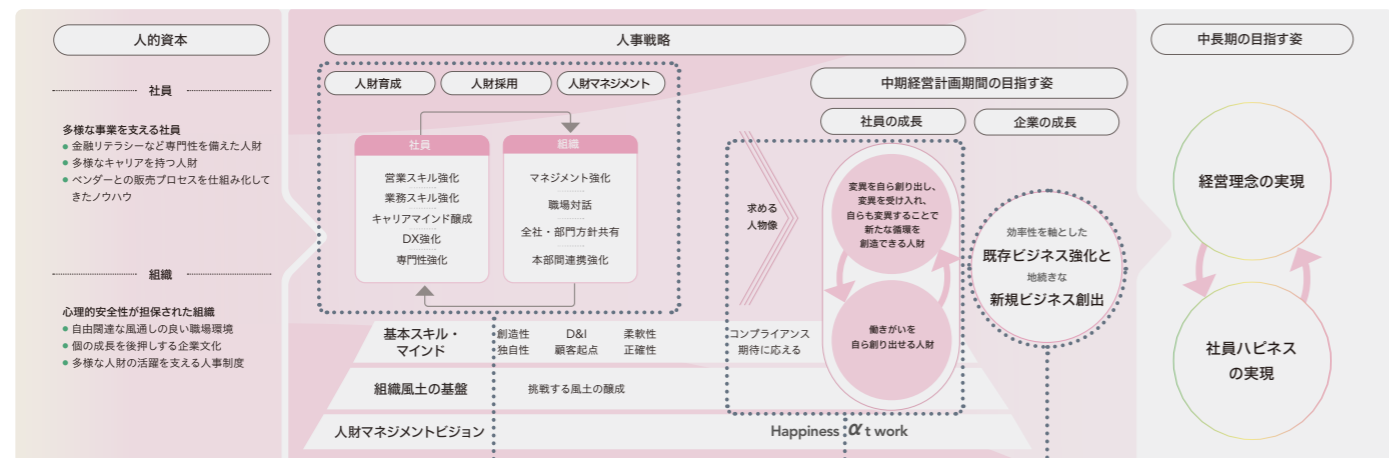 人的資本
社員
多様な事業を支える社員
● 金融リテラシーなど専門性を備えた人財
● 多様なキャリアを持つ人財
● ベンダーとの販売プロセスを仕組み化して
きたノウハウ
組織
心理的安全性が担保された組織
● 自由闊達な風通しの良い職場環境
● 個の成長を後押しする企業文化
● 多様な人財の活躍を支える人事制度
人事戦略
人財育成
人財採用
人財マネジメント
社員
営業スキル強化
業務スキル強化
キャリアマインド醸成
DX強化
専門性強化
組織
マネジメント強化
職場対話
全社・部門方針共有
本部間連携強化
中期経営計画期間の目指す姿
社員の成長
企業の成長
求める
人物像
変異を自ら創り出し、
変異を受け入れ、
自らも変異することで
新たな循環を
創造できる人財
働きがいを
自ら創り出せる人財
効率性を軸とした
既存ビジネス強化と
地続きな
新規ビジネス創出
基本スキル・
マインド
創造性 D&I 柔軟性 コンプライアンス
独自性 顧客起点 正確性 期待に応える
組織風土の基盤
挑戦する風土の醸成
人財マネジメントビジョン
Happiness α t work
中長期の目指す姿
経営理念の実現
社員ハピネス
の実現